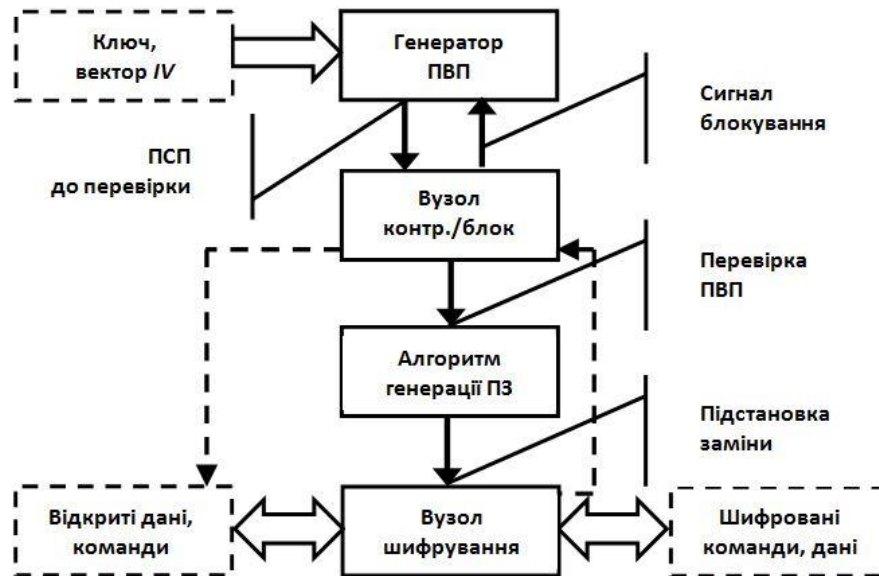 Ключ,
вектор IV
Генератор
ПВП
Сигнал
блокування
ПСП
до перевірки
Вузол
контр./блок
Перевірка
ПВП
Алгоритм
генерації ПЗ
Підстановка
заміни
Відкриті дані,
команди
Вузол
шифрування
Шифровані
команди, дані